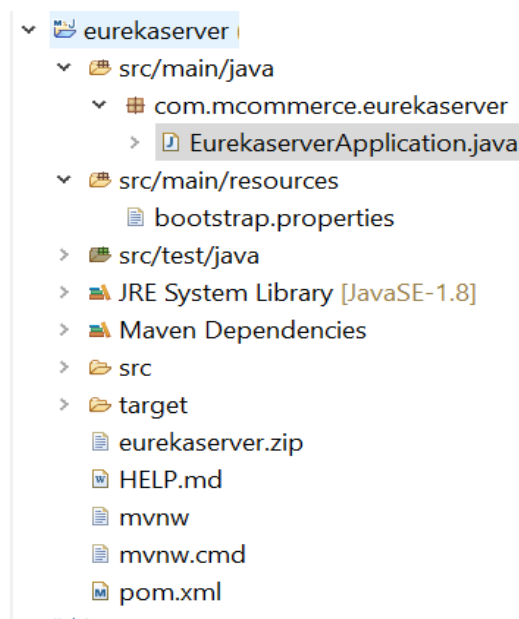 eurekaserver
src/main/java
com.mcommerce.eurekaserver
EurekaserverApplication.java
src/main/resources
bootstrap.properties
src/test/java
JRE System Library [JavaSE-1.8]
Maven Dependencies
src
target
eurekaserver.zip
HELP.md
mvnw
mvnw.cmd
pom.xml